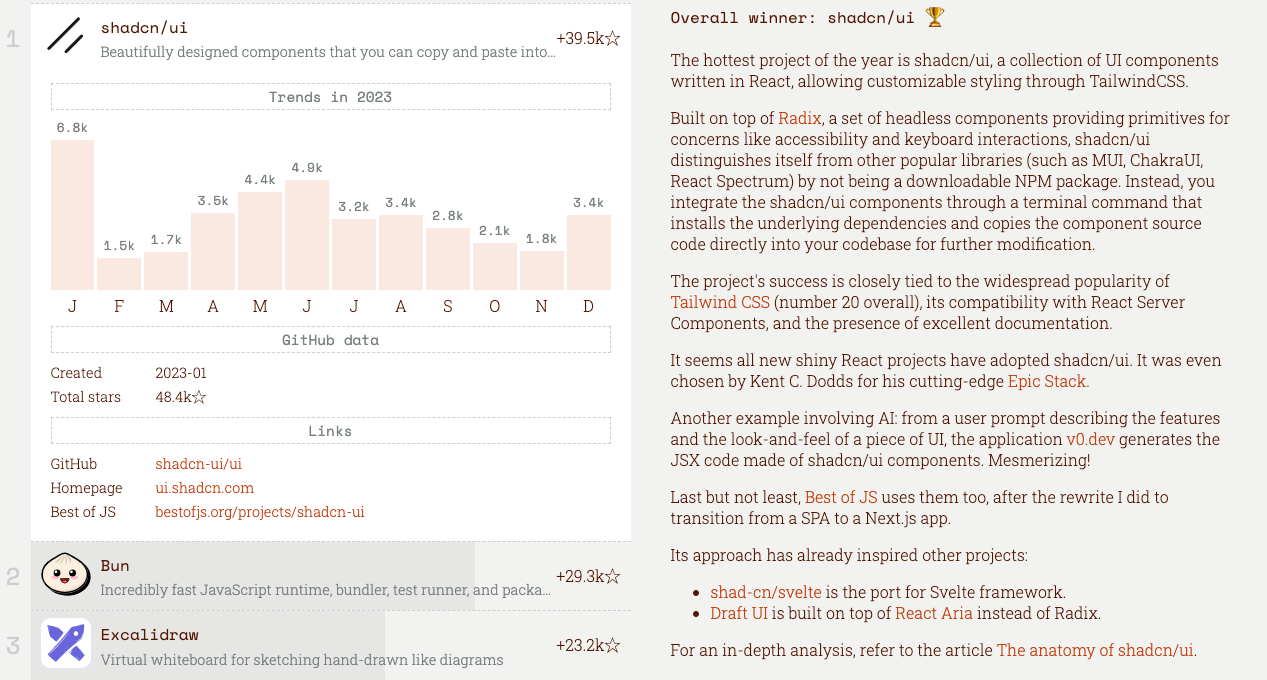 1
shadcn/ui
Beautifully designed components that you can copy and paste into...
+39.5k☆
Trends in 2023
6.8k
1.5k
1.7k
3.5k
4.4k
4.9k
3.2k
3.4k
2.8k
2.1k
1.8k
3.4k
J F M A M J J A S O N D
GitHub data
Created 2023-01
Total stars 48.4k☆
Links
GitHub shadcn-ui/ui
Homepage ui.shadcn.com
Best of JS bestofjs.org/projects/shadcn-ui
2
Bun
Incredibly fast JavaScript runtime, bundler, test runner, and packa...
+29.3k☆
3
Excalidraw
Virtual whiteboard for sketching hand-drawn like diagrams
+23.2k☆
Overall winner: shadcn/ui 🏆
The hottest project of the year is shadcn/ui, a collection of UI components
written in React, allowing customizable styling through TailwindCSS.
Built on top of Radix, a set of headless components providing primitives for
concerns like accessibility and keyboard interactions, shadcn/ui
distinguishes itself from other popular libraries (such as MUI, ChakraUI,
React Spectrum) by not being a downloadable NPM package. Instead, you
integrate the shadcn/ui components through a terminal command that
installs the underlying dependencies and copies the component source
code directly into your codebase for further modification.
The project's success is closely tied to the widespread popularity of
Tailwind CSS (number 20 overall), its compatibility with React Server
Components, and the presence of excellent documentation.
It seems all new shiny React projects have adopted shadcn/ui. It was even
chosen by Kent C. Dodds for his cutting-edge Epic Stack.
Another example involving AI: from a user prompt describing the features
and the look-and-feel of a piece of UI, the application v0.dev generates the
JSX code made of shadcn/ui components. Mesmerizing!
Last but not least, Best of JS uses them too, after the rewrite I did to
transition from a SPA to a Next.js app.
Its approach has already inspired other projects:
• shad-cn/svelte is the port for Svelte framework.
• Draft UI is built on top of React Aria instead of Radix.
For an in-depth analysis, refer to the article The anatomy of shadcn/ui.